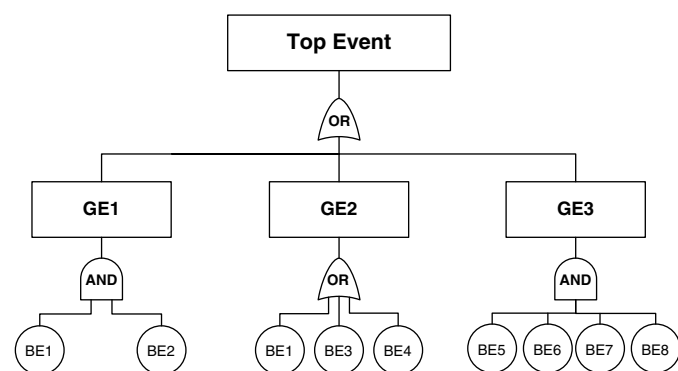 Top Event
OR
GE1 GE2 GE3
AND OR AND
BE1 BE2 BE1 BE3 BE4 BE5 BE6 BE7 BE8